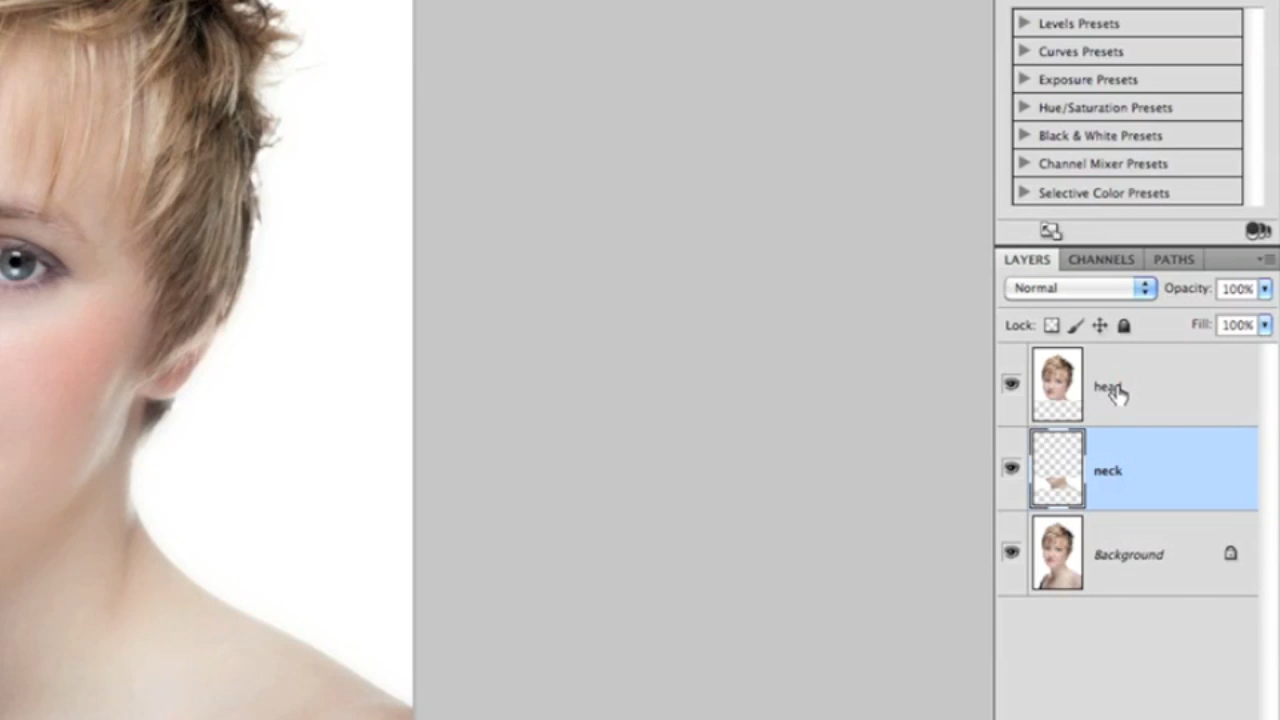 Levels Presets
Curves Presets
Exposure Presets
Hue/Saturation Presets
Black & White Presets
Channel Mixer Presets
Selective Color Presets
LAYERS CHANNELS PATHS
Normal Opacity: 100%
Lock: Fill: 100%
head
neck
Background